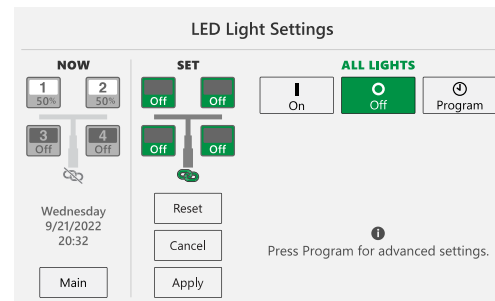 LED Light Settings
NOW
1
50%
2
50%
3
Off
4
Off
Wednesday
9/21/2022
20:32
Main
SET
Off
Off
Off
Off
Reset
Cancel
Apply
ALL LIGHTS
On
Off
Program
Press Program for advanced settings.